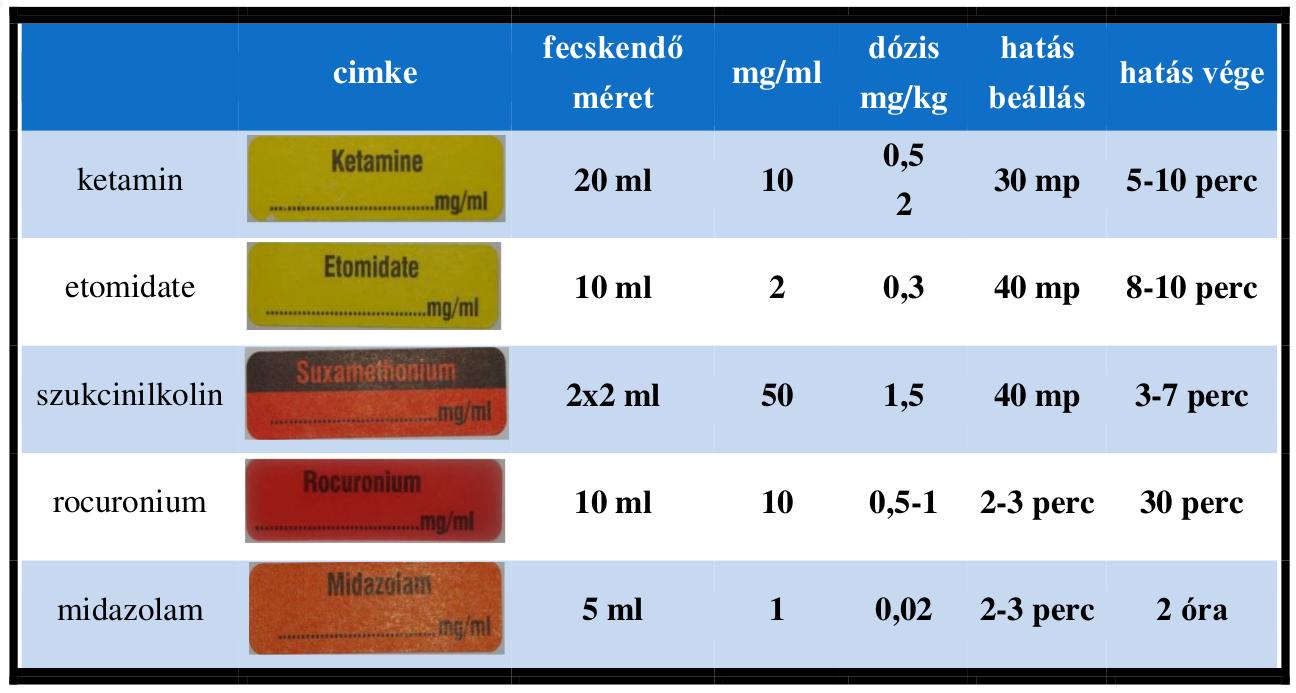 cimke
fecskendő
méret
mg/ml
dózis
mg/kg
hatás
beállás
hatás vége
ketamin
Ketamine
..................................mg/ml
20 ml
10
0,5
2
30 mp
5-10 perc
etomidate
Etomidate
..................................mg/ml
10 ml
2
0,3
40 mp
8-10 perc
szukcinilkolin
Suxamethonium
..................................mg/ml
2x2 ml
50
1,5
40 mp
3-7 perc
rocuronium
Rocuronium
..................................mg/ml
10 ml
10
0,5-1
2-3 perc
30 perc
midazolam
Midazolam
..................................mg/ml
5 ml
1
0,02
2-3 perc
2 óra